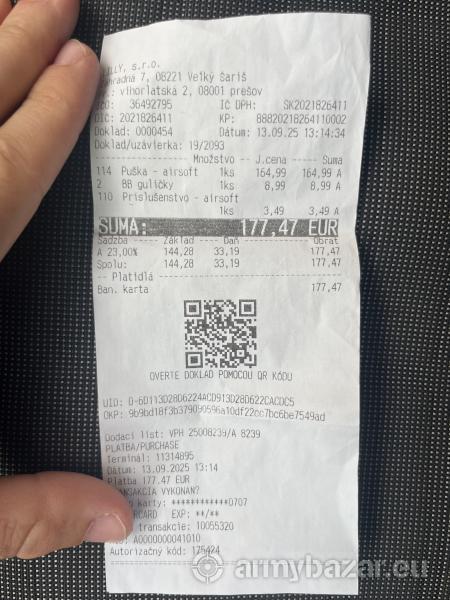 LILLY, s.r.o.
7, 08221 Veľký Šariš
vihorlatská 2, 08001 prešov
36492795 IČ DPH: SK2021826411
DIČ: 2021826411 KP: 88820218264110002
Doklad: 0000454 Dátum: 13.09.25 13:14:34
Doklad/uzávierka: 19/2093
Množstvo J.cena Suma
114 Puška - airsoft 1ks 164,99 164,99 A
2 BB guličky 1ks 8,99 8,99 A
110 Príslušenstvo - airsoft
1ks 3,49 3,49 A
SUMA: 177,47 EUR
Sadzba Základ Daň Obrat
A 23,00% 144,28 33,19 177,47
Spolu: 144,28 33,19 177,47
-- Platidlá
Ban. karta 177,47
OVERTE DOKLAD POMOCOU QR KÓDU
UID: O-6D113D28D6224ACD913D28D622CACDC5
OKP: 9b9bd18f3b379090596a10df22cc7bc6be7549ad
Dodací list: VPH 25008239/A 8239
PLATBA/PURCHASE
Terminál: 11314895
Dátum: 13.09.2025 13:14
Platba 177.47 EUR
TRANSAKCIA VYKONAN?
karty: ************0707
EXP: **/**
transakcie: 10055320
A0000000041010
Autorizačný kód: 175424
armybazar.eu